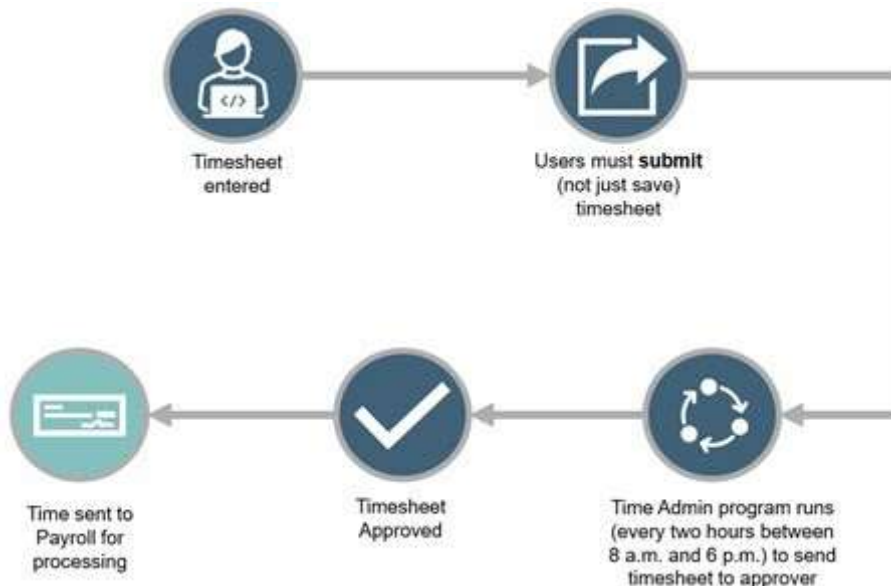 </>
Timesheet
entered
Users must submit
(not just save)
timesheet
Time sent to
Payroll for
processing
Timesheet
Approved
Time Admin program runs
(every two hours between
8 a.m. and 6 p.m.) to send
timesheet to approver